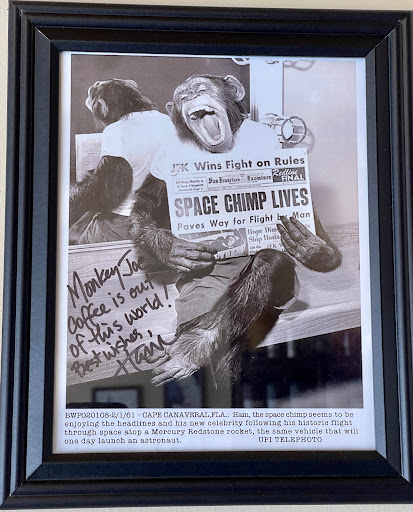 JFK Wins Fight on Rules
San Francisco Examiner
Redline
FINAL
SPACE CHIMP LIVES
Paves Way for Flight by Man
Hope Dim
Ship
Monkey Joe
coffee is out
of this world!
Best wishes,
Ham
BWP020108-2/1/61 - CAPE CANAVERAL,FLA.: Ham, the space chimp seems to be
enjoying the headlines and his new celebrity following his historic flight
through space atop a Mercury Redstone rocket, the same vehicle that will
one day launch an astronaut. UPI TELEPHOTO